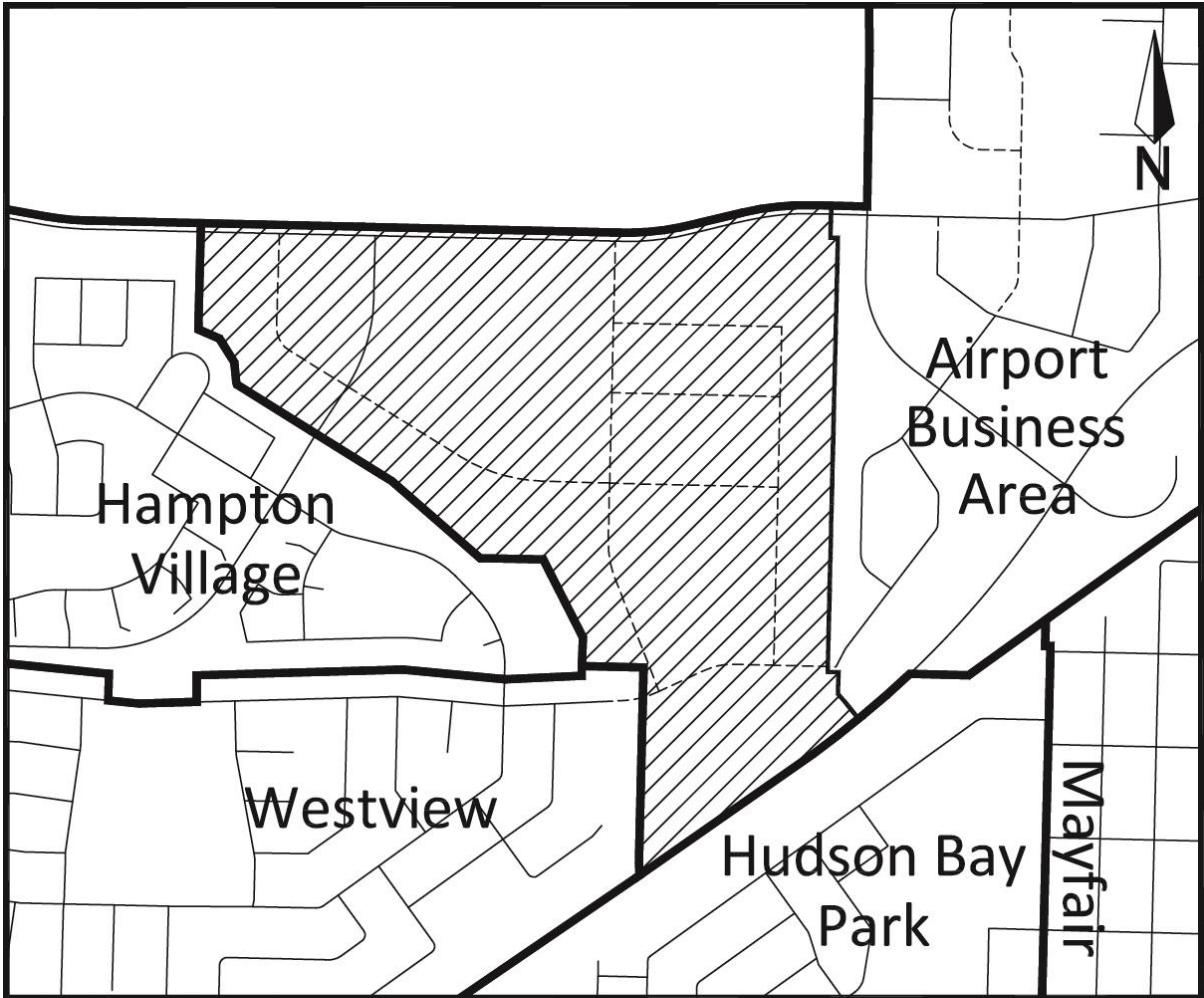 N
Airport
Business
Area
Hampton
Village
Westview
Hudson Bay
Park
Mayfair